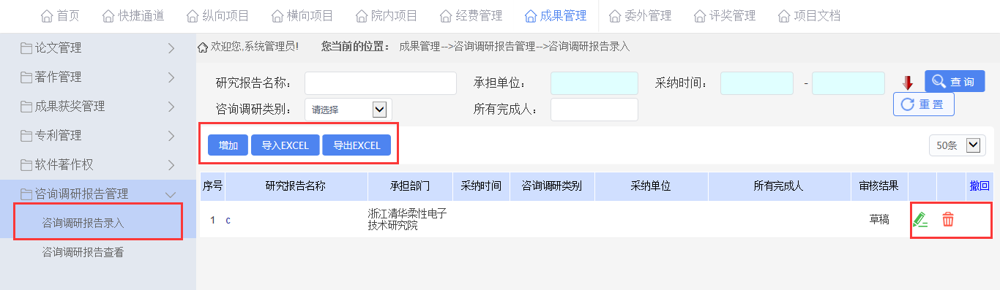 首页 快捷通道 纵向项目 横向项目 院内项目 经费管理 成果管理 委外管理 评奖管理 项目文档
论文管理
著作管理
成果获奖管理
专利管理
软件著作权
咨询调研报告管理
咨询调研报告录入
咨询调研报告查看
欢迎您,系统管理员! 您当前的位置： 成果管理-->咨询调研报告管理-->咨询调研报告录入
研究报告名称： 承担单位： 采纳时间： - 查 询
咨询调研类别： 请选择 所有完成人： 重 置
增加 导入EXCEL 导出EXCEL 50条
序号 研究报告名称 承担部门 采纳时间 咨询调研类别 采纳单位 所有完成人 审核结果 撤回
1 c 浙江清华柔性电子 草稿
技术研究院